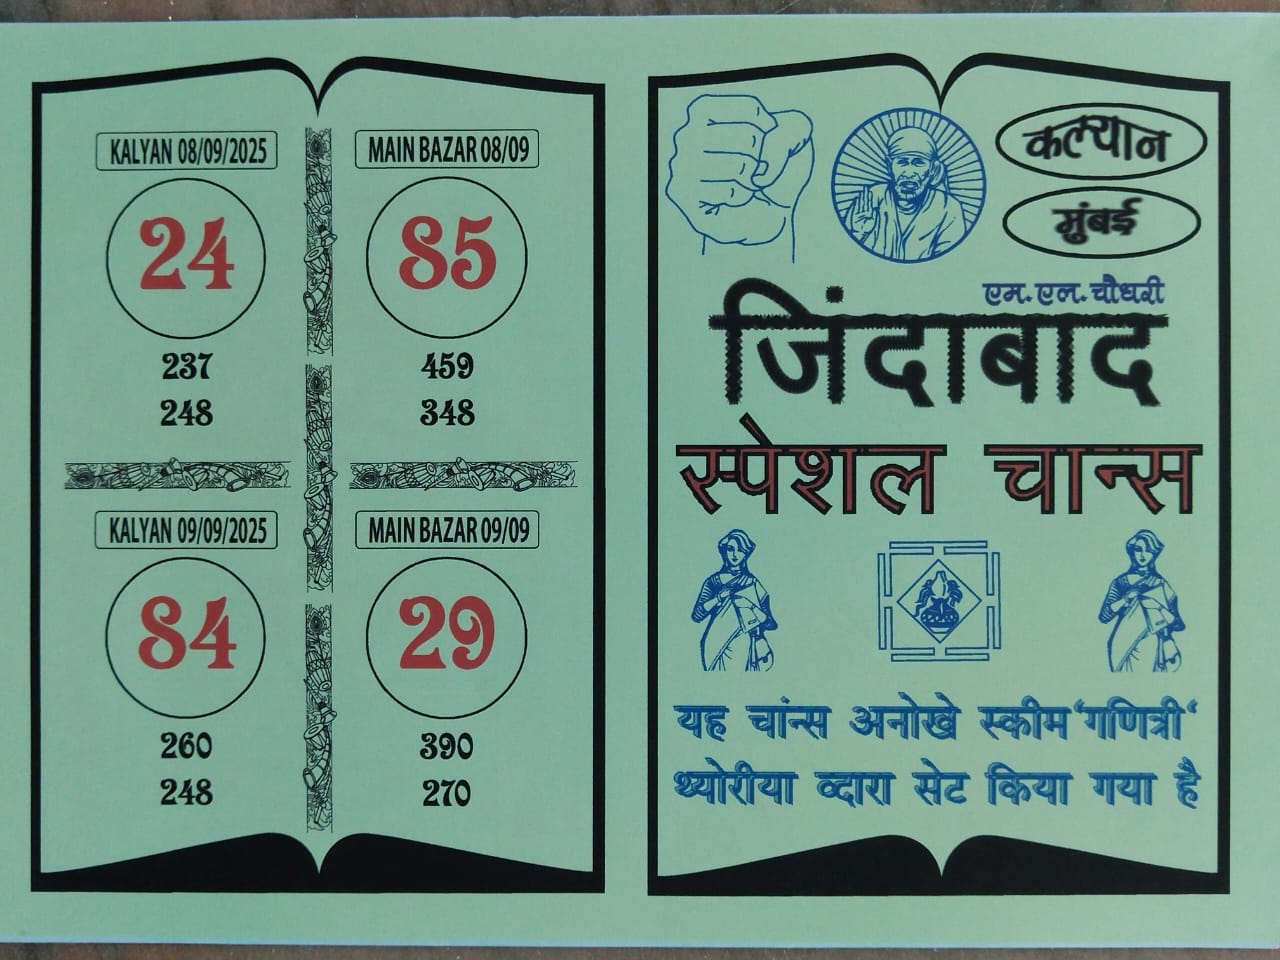 KALYAN 08/09/2025
24
237
248
MAIN BAZAR 08/09
85
459
348
KALYAN 09/09/2025
84
260
248
MAIN BAZAR 09/09
29
390
270
कल्यान
मुंबई
एम. एल. चौधरी
जिंदाबाद
स्पेशल चान्स
यह चांन्स अनोखे स्कीम ‘गणित्री‘
थ्योरीया व्दारा सेट किया गया है